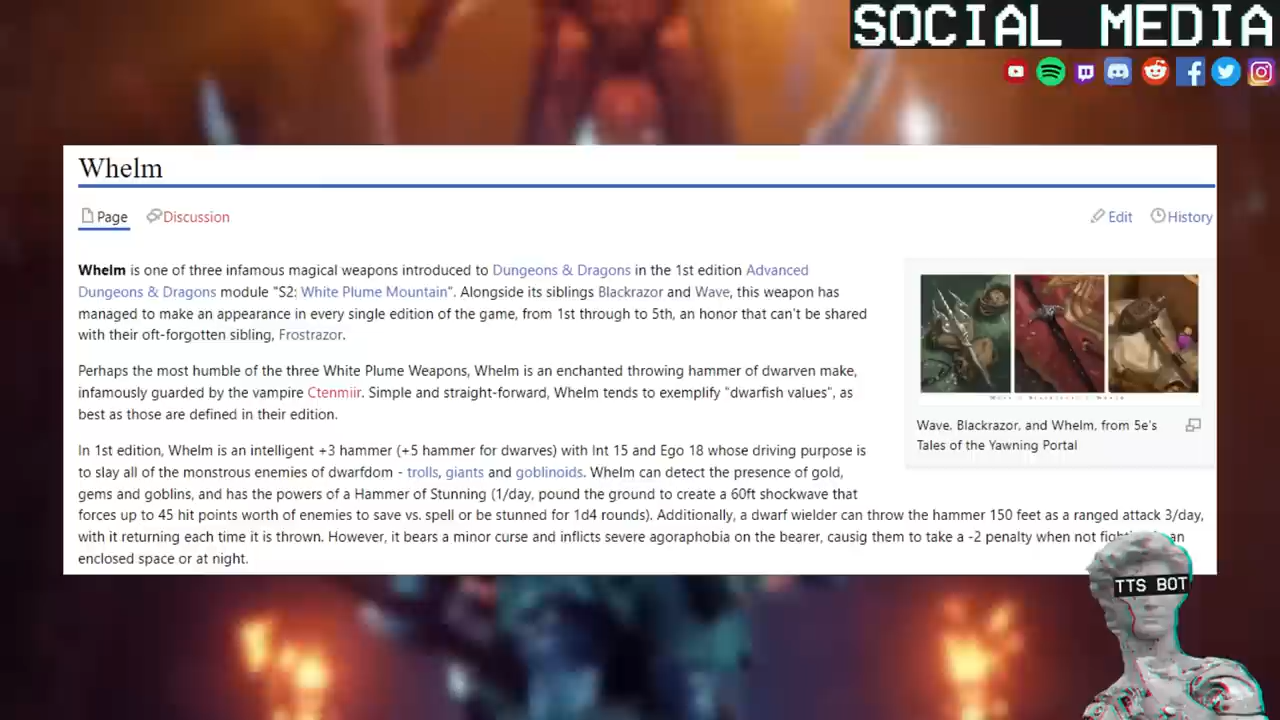 SOCIAL MEDIA
Whelm
Page
Discussion
Edit
History
Whelm is one of three infamous magical weapons introduced to Dungeons & Dragons in the 1st edition Advanced
Dungeons & Dragons module "S2: White Plume Mountain". Alongside its siblings Blackrazor and Wave, this weapon has
managed to make an appearance in every single edition of the game, from 1st through to 5th, an honor that can't be shared
with their oft-forgotten sibling, Frostrazor.
Perhaps the most humble of the three White Plume Weapons, Whelm is an enchanted throwing hammer of dwarven make,
infamously guarded by the vampire Ctenmiir. Simple and straight-forward, Whelm tends to exemplify "dwarfish values", as
best as those are defined in their edition.
Wave, Blackrazor, and Whelm, from 5e's
Tales of the Yawning Portal
In 1st edition, Whelm is an intelligent +3 hammer (+5 hammer for dwarves) with Int 15 and Ego 18 whose driving purpose is
to slay all of the monstrous enemies of dwarfdom - trolls, giants and goblinoids. Whelm can detect the presence of gold,
gems and goblins, and has the powers of a Hammer of Stunning (1/day, pound the ground to create a 60ft shockwave that
forces up to 45 hit points worth of enemies to save vs. spell or be stunned for 1d4 rounds). Additionally, a dwarf wielder can throw the hammer 150 feet as a ranged attack 3/day,
with it returning each time it is thrown. However, it bears a minor curse and inflicts severe agoraphobia on the bearer, causig them to take a -2 penalty when not an
enclosed space or at night.
TTS BOT